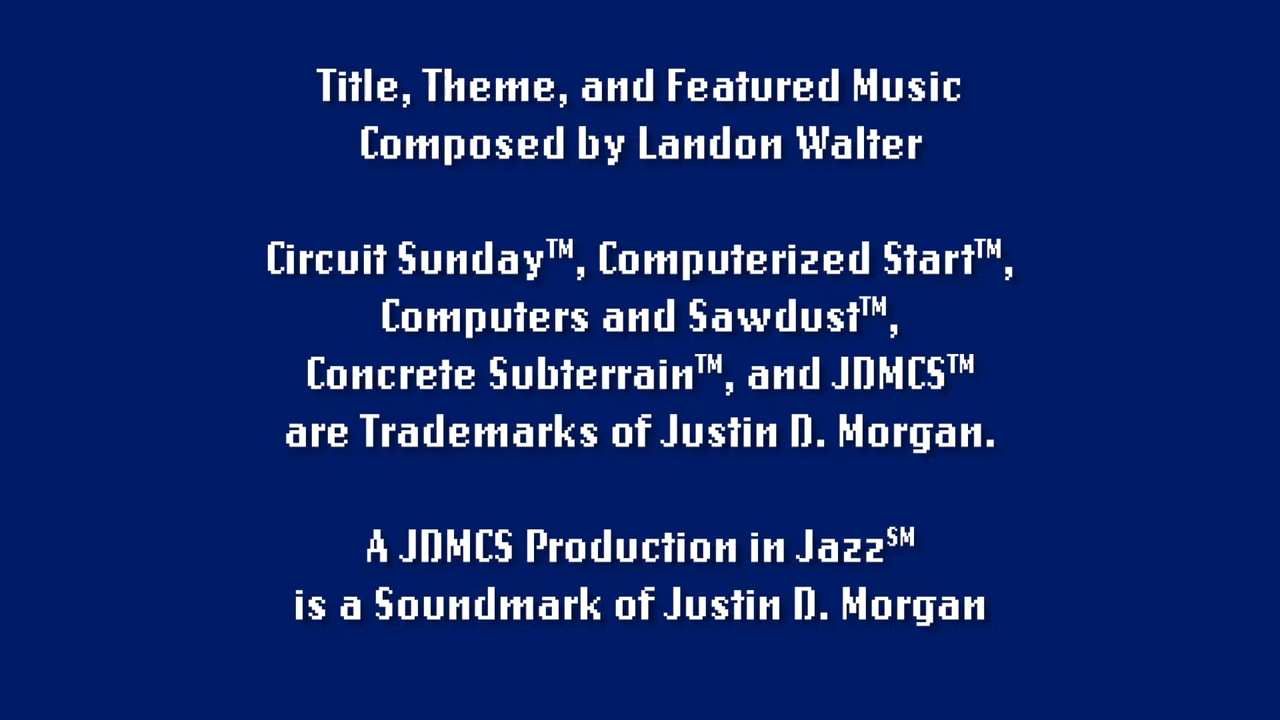 Title, Theme, and Featured Music
Composed by Landon Walter
Circuit Sunday™, Computerized Start™,
Computers and Sawdust™,
Concrete Subterrain™, and JDMCS™
are Trademarks of Justin D. Morgan.
A JDMCS Production in Jazz℠
is a Soundmark of Justin D. Morgan